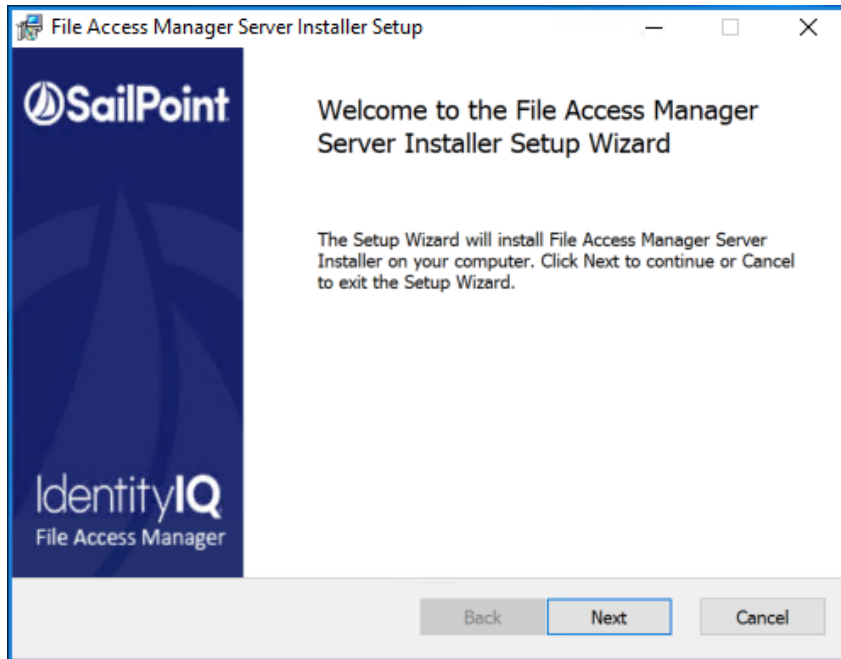 File Access Manager Server Installer Setup
SailPoint
Welcome to the File Access Manager
Server Installer Setup Wizard
The Setup Wizard will install File Access Manager Server
Installer on your computer. Click Next to continue or Cancel
to exit the Setup Wizard.
IdentityIQ
File Access Manager
Back
Next
Cancel